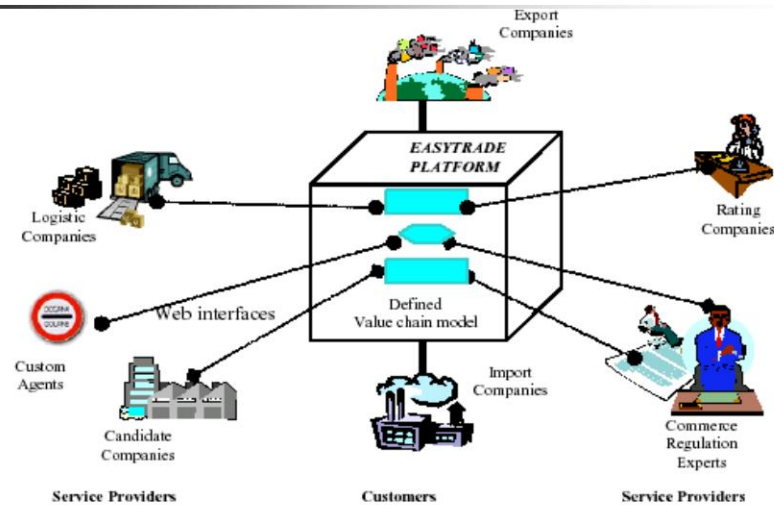 Export
Companies
EASYTRADE
PLATFORM
Logistic
Companies
Rating
Companies
Web interfaces
Defined
Value chain model
Custom
Agents
Import
Companies
Candidate
Companies
Commerce
Regulation
Experts
Service Providers
Customers
Service Providers